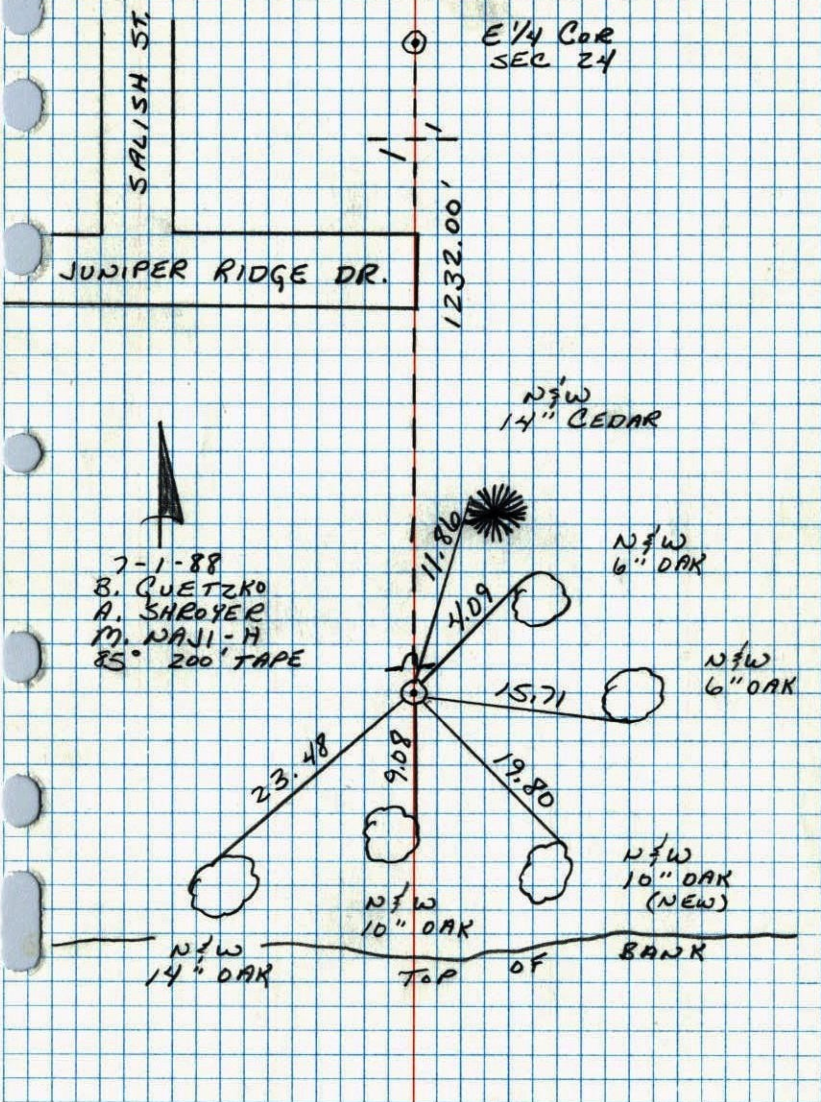 SALISH ST.
E 1/4 COR
SEC 24
1232.00'
JUNIPER RIDGE DR.
N & W
14" CEDAR
11.86
N & W
6" OAK
4.09
7-1-88
B. GUETZKO
A. SHROYER
M. NAJI-H
85° 200' TAPE
N & W
6" OAK
15.71
23.48
9.08
19.80
N & W
10" OAK
(NEW)
N & W
10" OAK
N & W
14" OAK
TOP OF BANK